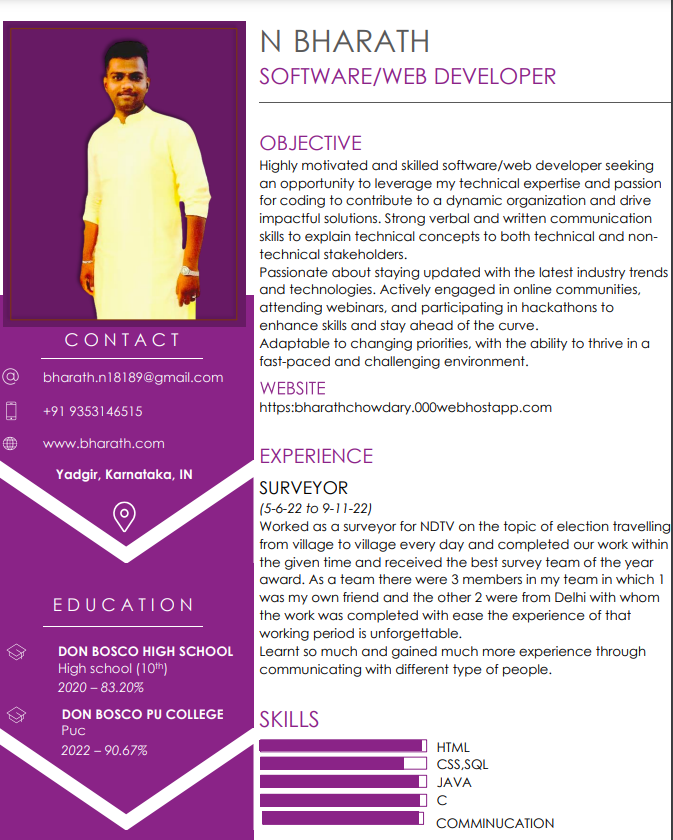 N BHARATH
SOFTWARE/WEB DEVELOPER
OBJECTIVE
Highly motivated and skilled software/web developer seeking
an opportunity to leverage my technical expertise and passion
for coding to contribute to a dynamic organization and drive
impactful solutions. Strong verbal and written communication
skills to explain technical concepts to both technical and non-
technical stakeholders.
Passionate about staying updated with the latest industry trends
and technologies. Actively engaged in online communities,
attending webinars, and participating in hackathons to
enhance skills and stay ahead of the curve.
Adaptable to changing priorities, with the ability to thrive in a
fast-paced and challenging environment.
WEBSITE
https:bharathchowdary.000webhostapp.com
EXPERIENCE
SURVEYOR
(5-6-22 to 9-11-22)
Worked as a surveyor for NDTV on the topic of election travelling
from village to village every day and completed our work within
the given time and received the best survey team of the year
award. As a team there were 3 members in my team in which 1
was my own friend and the other 2 were from Delhi with whom
the work was completed with ease the experience of that
working period is unforgettable.
Learnt so much and gained much more experience through
communicating with different type of people.
SKILLS
HTML
CSS,SQL
JAVA
C
COMMINUCATION
CONTACT
bharath.n18189@gmail.com
+91 9353146515
www.bharath.com
Yadgir, Karnataka, IN
EDUCATION
DON BOSCO HIGH SCHOOL
High school (10th)
2020 – 83.20%
DON BOSCO PU COLLEGE
Puc
2022 – 90.67%